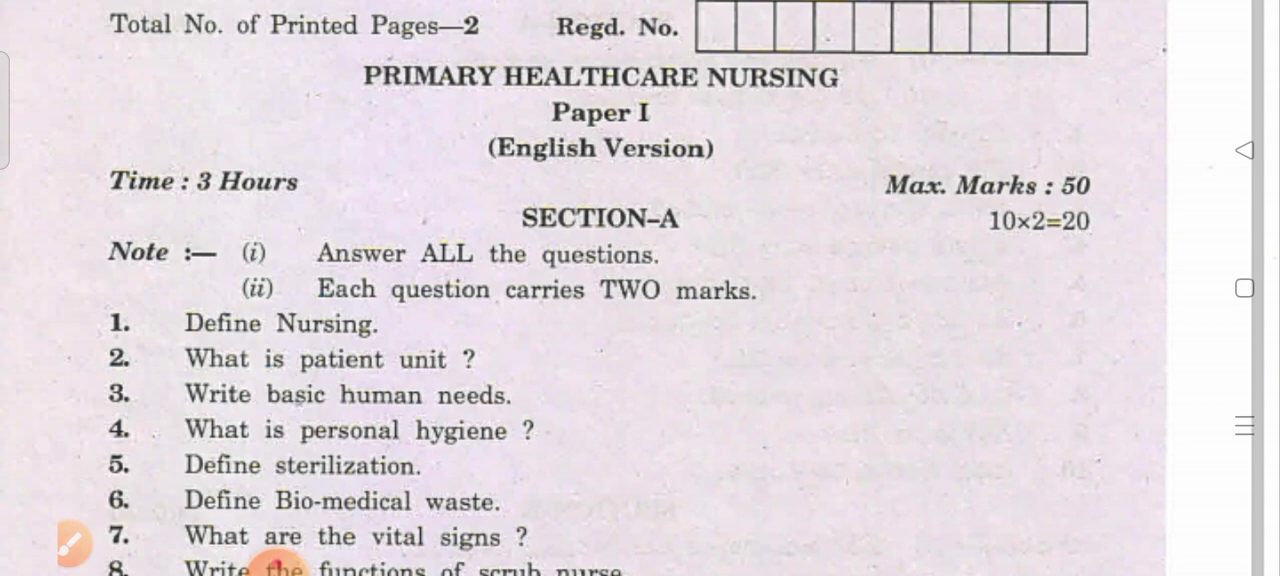 Total No. of Printed Pages—2 Regd. No.
PRIMARY HEALTHCARE NURSING
Paper I
(English Version)
Time : 3 Hours Max. Marks : 50
SECTION–A 10×2=20
Note :— (i) Answer ALL the questions.
(ii) Each question carries TWO marks.
1. Define Nursing.
2. What is patient unit ?
3. Write basic human needs.
4. What is personal hygiene ?
5. Define sterilization.
6. Define Bio-medical waste.
7. What are the vital signs ?
8. Write the functions of scrub nurse.